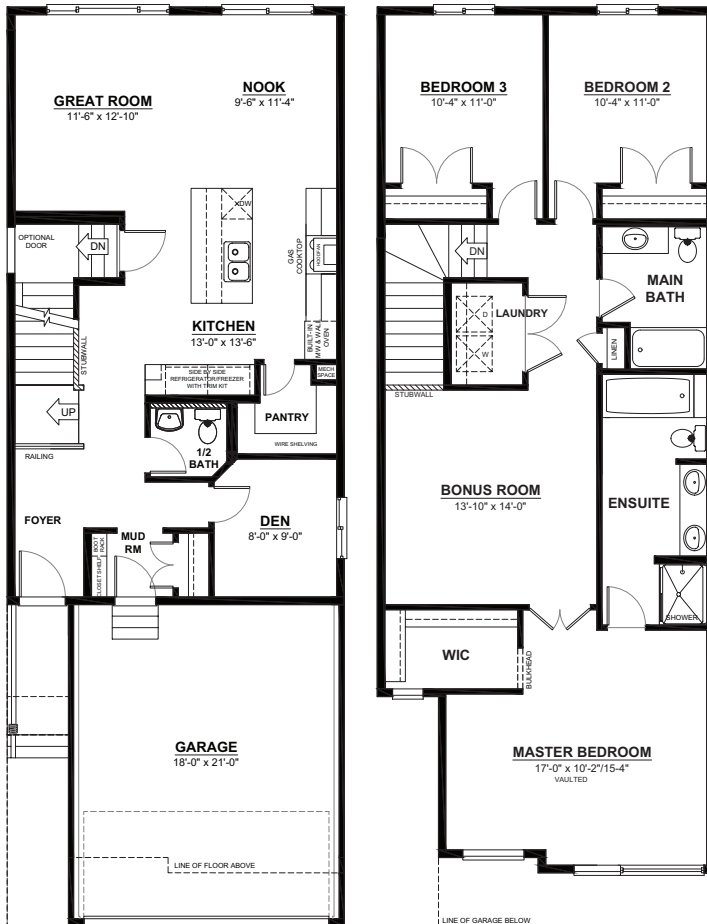 GREAT ROOM
11'-6" x 12'-10"
NOOK
9'-6" x 11'-4"
DW
OPTIONAL
DOOR
DN
GAS
COOKTOP
HOODFAN
STUBWALL
KITCHEN
13'-0" x 13'-6"
BUILT-IN
MW & WALL
OVEN
SIDE BY SIDE
REFRIGERATOR/FREEZER
WITH TRIM KIT
MECH
SPACE
PANTRY
WIRE SHELVING
UP
RAILING
1/2
BATH
FOYER
MUD
RM
BOOT
RACK
CLOSET SHELF
DEN
8'-0" x 9'-0"
GARAGE
18'-0" x 21'-0"
LINE OF FLOOR ABOVE
BEDROOM 3
10'-4" x 11'-0"
BEDROOM 2
10'-4" x 11'-0"
DN
LAUNDRY
D
W
MAIN
BATH
LINEN
STUBWALL
BONUS ROOM
13'-10" x 14'-0"
ENSUITE
SHOWER
WIC
BULKHEAD
MASTER BEDROOM
17'-0" x 10'-2"/15'-4"
VAULTED
LINE OF GARAGE BELOW